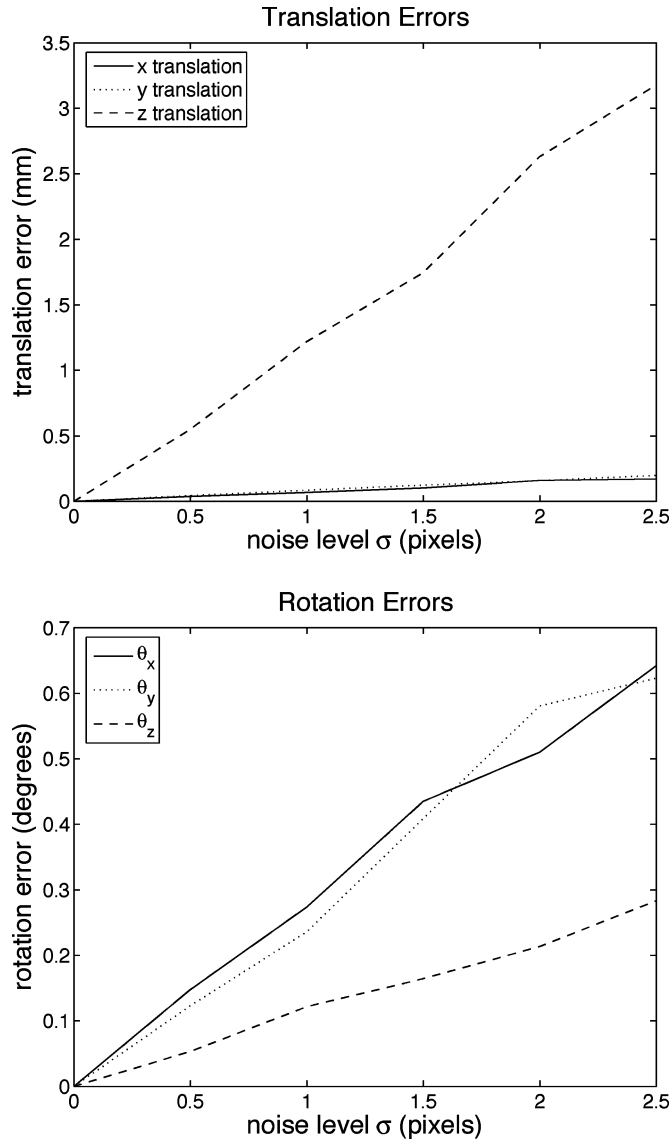 Translation Errors
3.5
3
2.5
2
1.5
1
0.5
0
translation error (mm)
x translation
y translation
z translation
0 0.5 1 1.5 2 2.5
noise level σ (pixels)
Rotation Errors
0.7
0.6
0.5
0.4
0.3
0.2
0.1
0
rotation error (degrees)
θx
θy
θz
0 0.5 1 1.5 2 2.5
noise level σ (pixels)